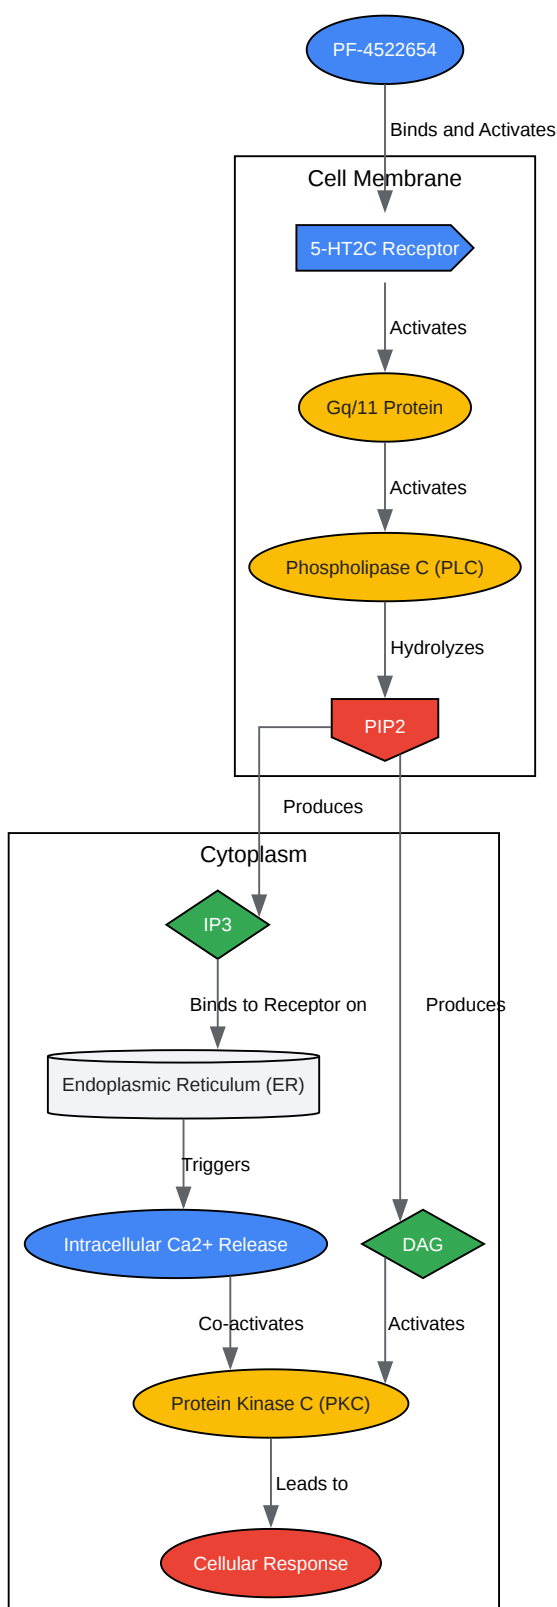 PF-4522654
Binds and Activates
Cell Membrane
5-HT2C Receptor
Activates
Gq/11 Protein
Activates
Phospholipase C (PLC)
Hydrolyzes
PIP2
Produces
Cytoplasm
IP3
Binds to Receptor on
Produces
Endoplasmic Reticulum (ER)
Triggers
Intracellular Ca2+ Release
DAG
Co-activates
Activates
Protein Kinase C (PKC)
Leads to
Cellular Response